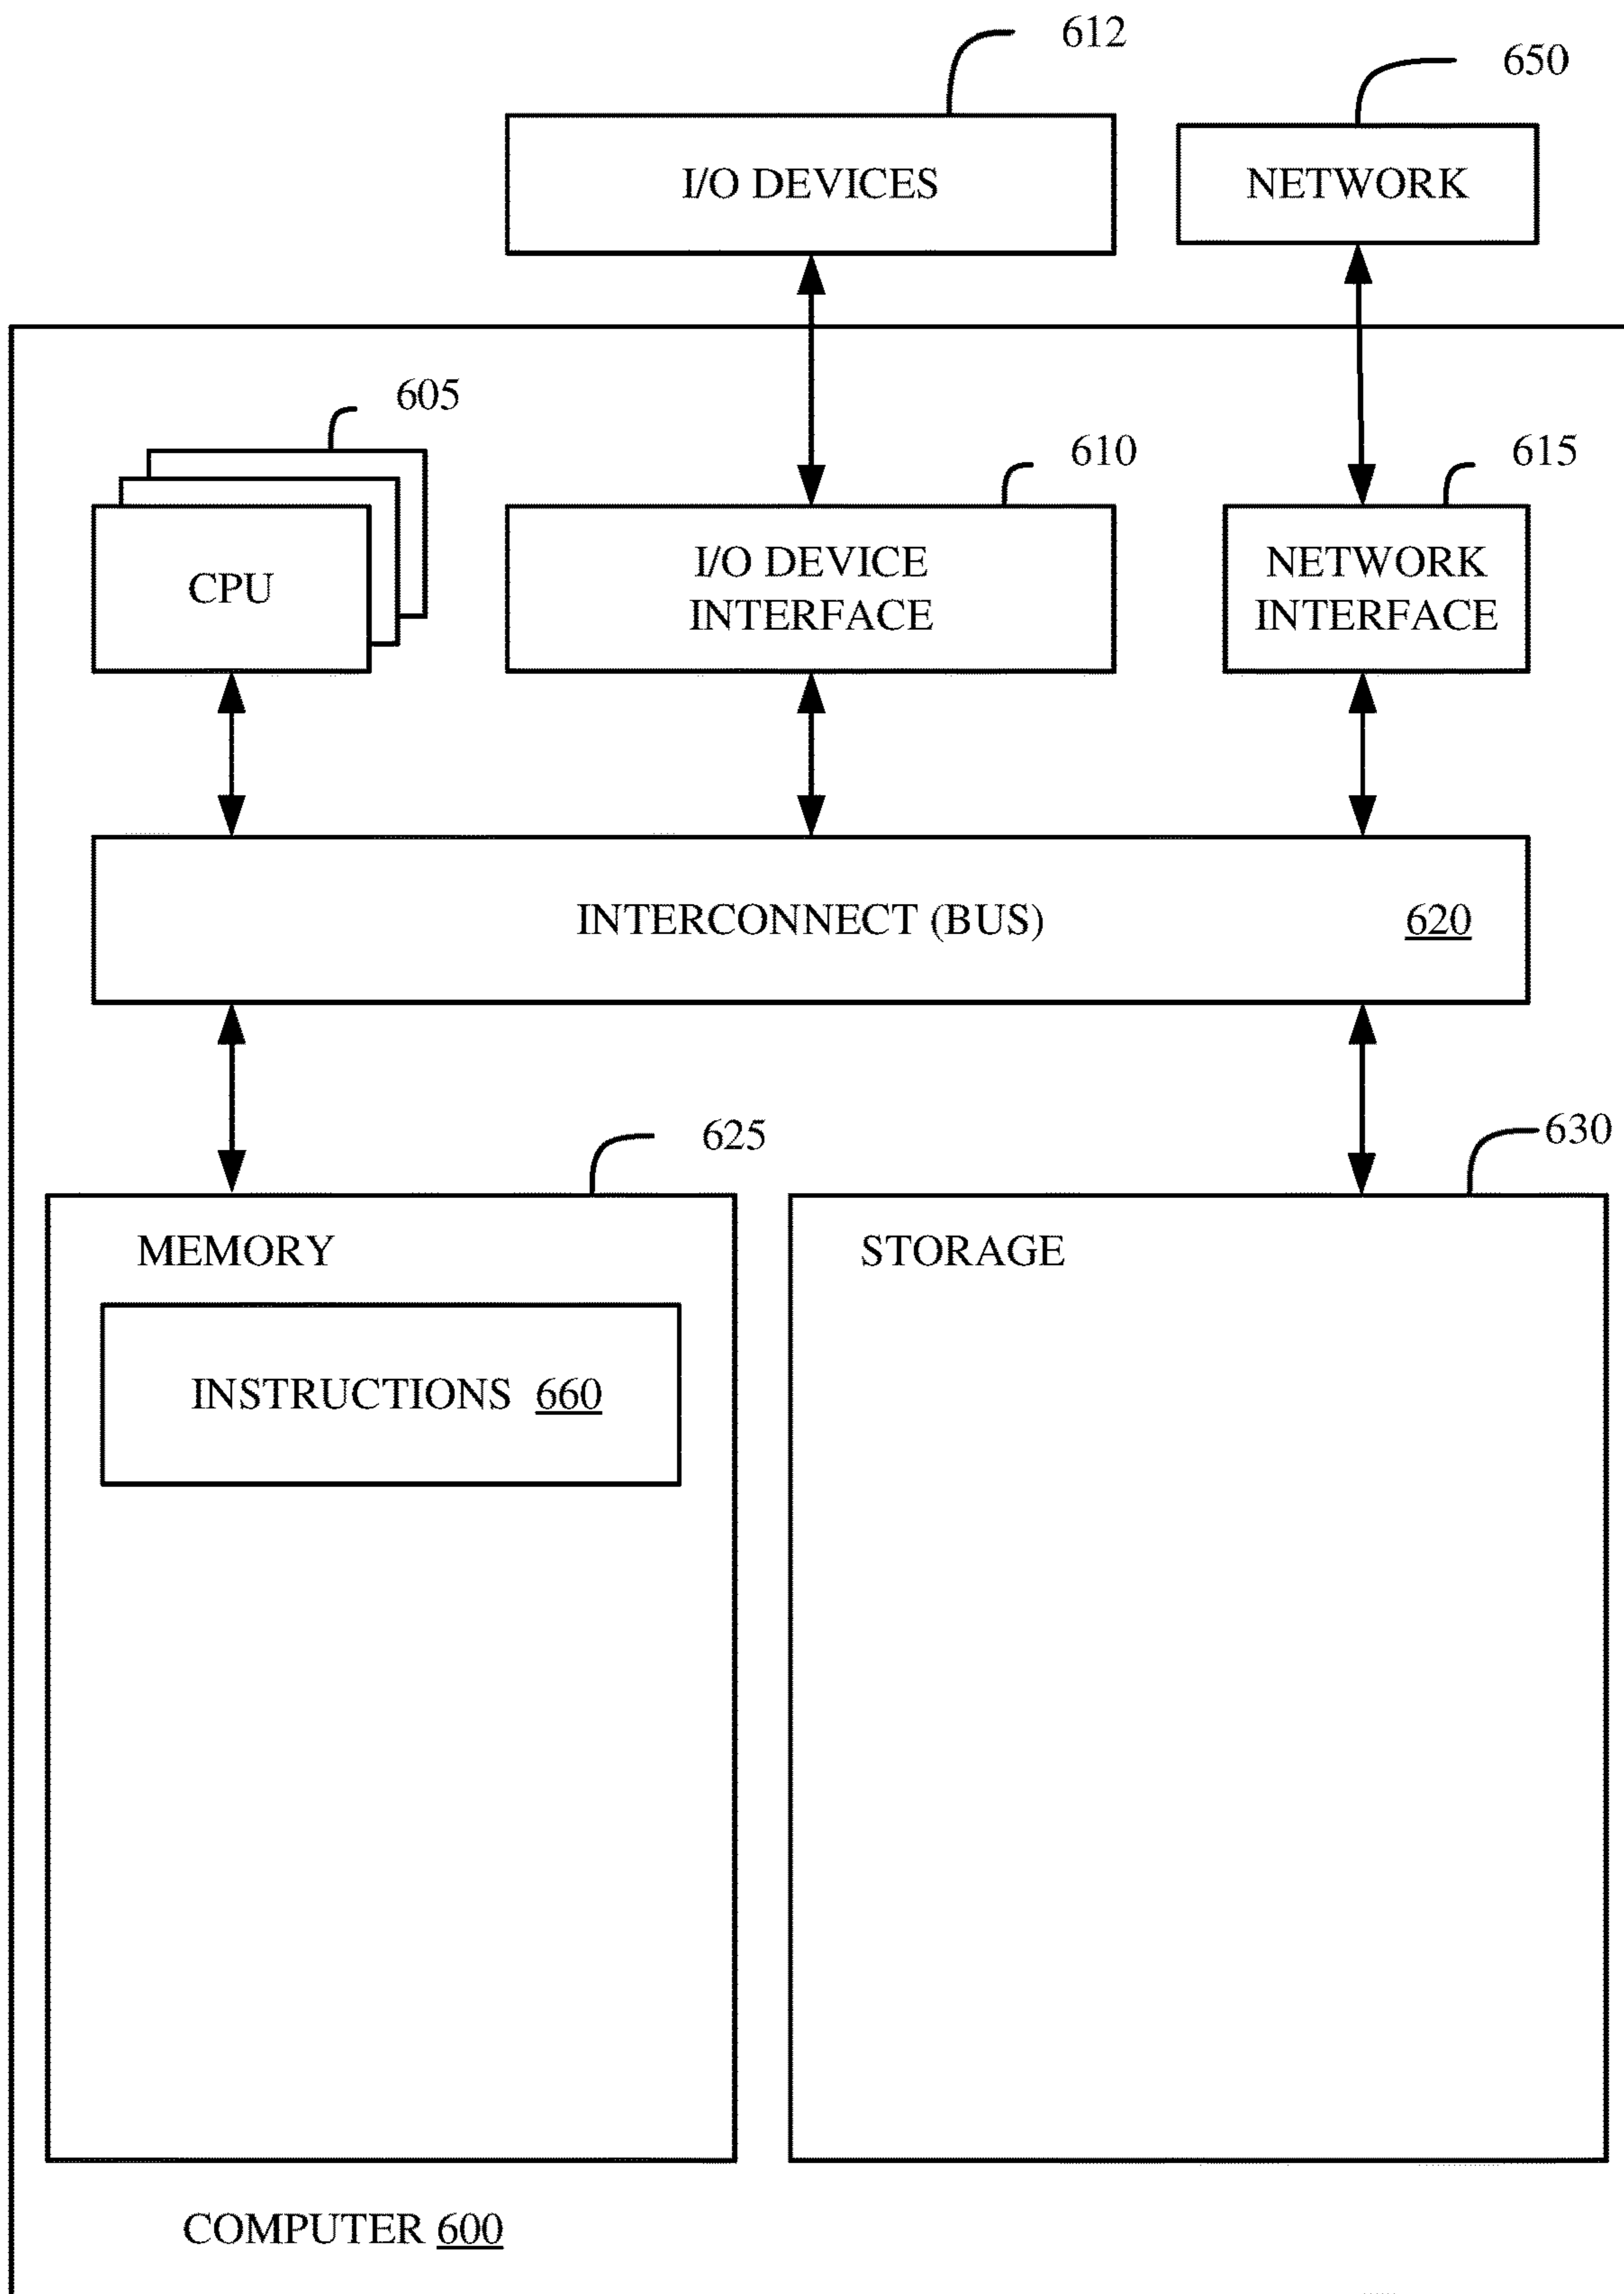 612
650
I/O DEVICES
NETWORK
605
610
615
CPU
I/O DEVICE
INTERFACE
NETWORK
INTERFACE
INTERCONNECT (BUS) 620
625
630
MEMORY
STORAGE
INSTRUCTIONS 660
COMPUTER 600